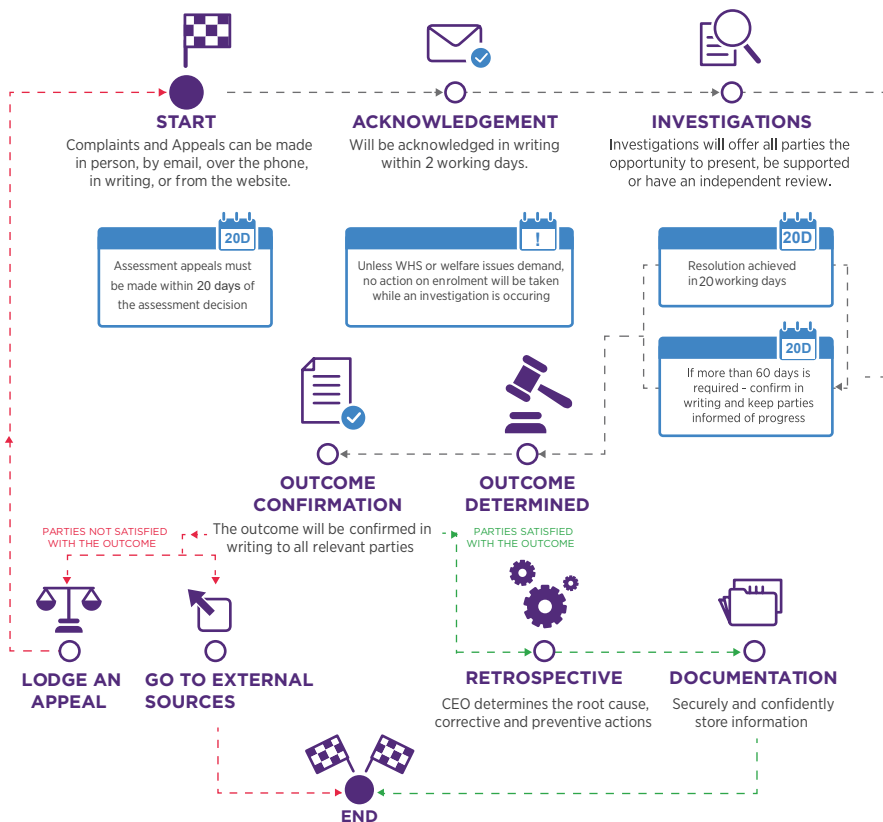 START
Complaints and Appeals can be made
in person, by email, over the phone,
in writing, or from the website.
ACKNOWLEDGEMENT
Will be acknowledged in writing
within 2 working days.
INVESTIGATIONS
Investigations will offer all parties the
opportunity to present, be supported
or have an independent review.
20D
Assessment appeals must
be made within 20 days of
the assessment decision
!
Unless WHS or welfare issues demand,
no action on enrolment will be taken
while an investigation is occuring
20D
Resolution achieved
in 20 working days
20D
If more than 60 days is
required - confirm in
writing and keep parties
informed of progress
OUTCOME
CONFIRMATION
The outcome will be confirmed in
writing to all relevant parties
OUTCOME
DETERMINED
PARTIES NOT SATISFIED
WITH THE OUTCOME
PARTIES SATISFIED
WITH THE OUTCOME
LODGE AN
APPEAL
GO TO EXTERNAL
SOURCES
RETROSPECTIVE
CEO determines the root cause,
corrective and preventive actions
DOCUMENTATION
Securely and confidently
store information
END